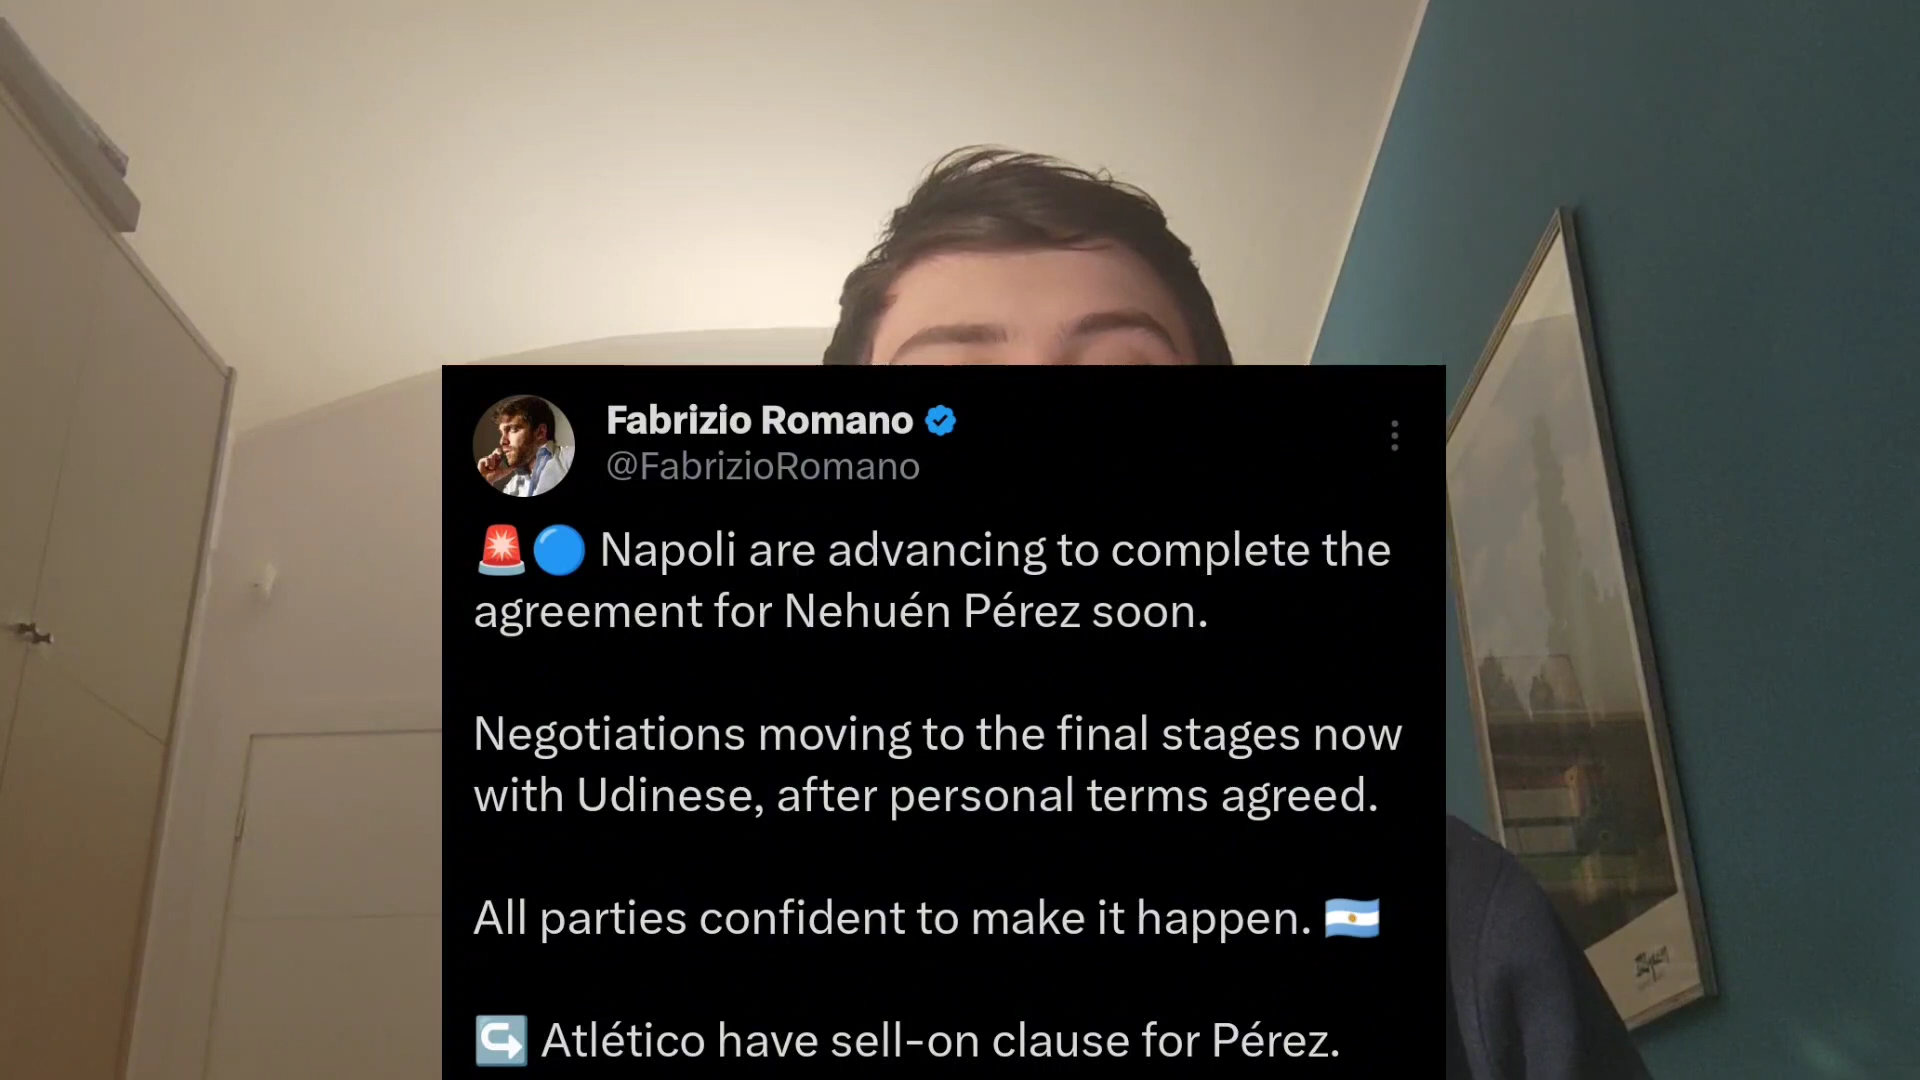 Fabrizio Romano
@FabrizioRomano
🚨🔵 Napoli are advancing to complete the
agreement for Nehuén Pérez soon.
Negotiations moving to the final stages now
with Udinese, after personal terms agreed.
All parties confident to make it happen. 🇦🇷
↪️ Atlético have sell-on clause for Pérez.